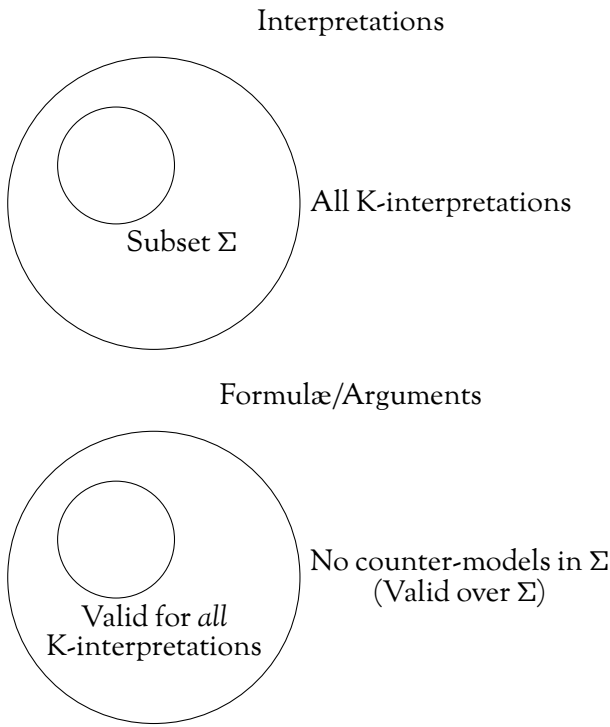 Interpretations
All K-interpretations
Subset Σ
Formulæ/Arguments
No counter-models in Σ
(Valid over Σ)
Valid for all
K-interpretations